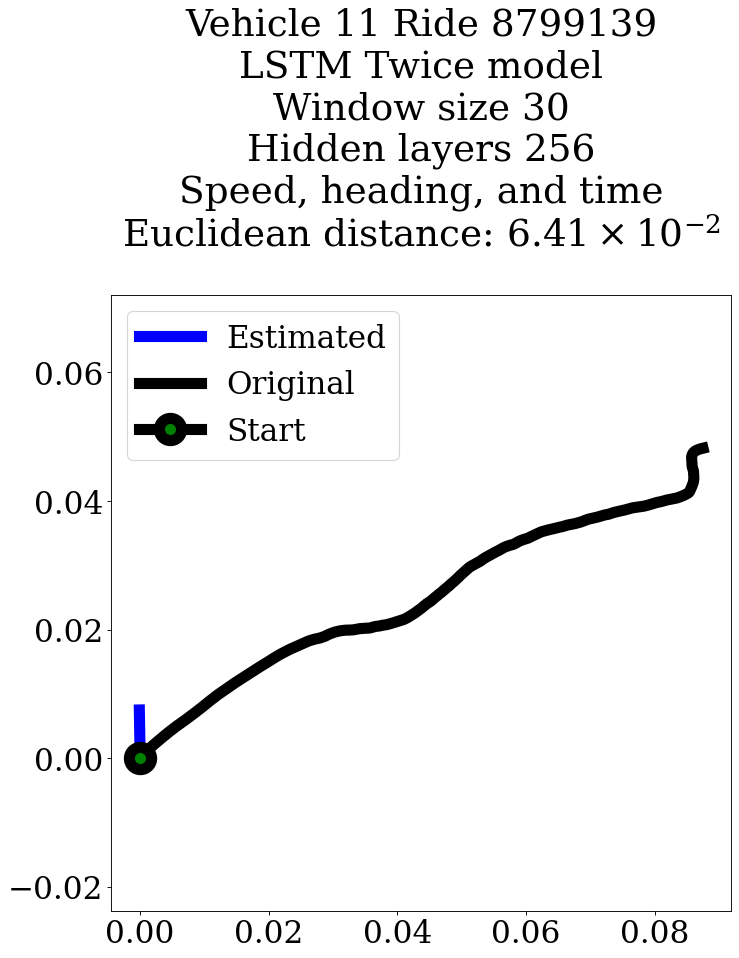 Vehicle 11 Ride 8799139
LSTM Twice model
Window size 30
Hidden layers 256
Speed, heading, and time
Euclidean distance: 6.41 × 10⁻²
Estimated
Original
Start
0.06
0.04
0.02
0.00
−0.02
0.00 0.02 0.04 0.06 0.08